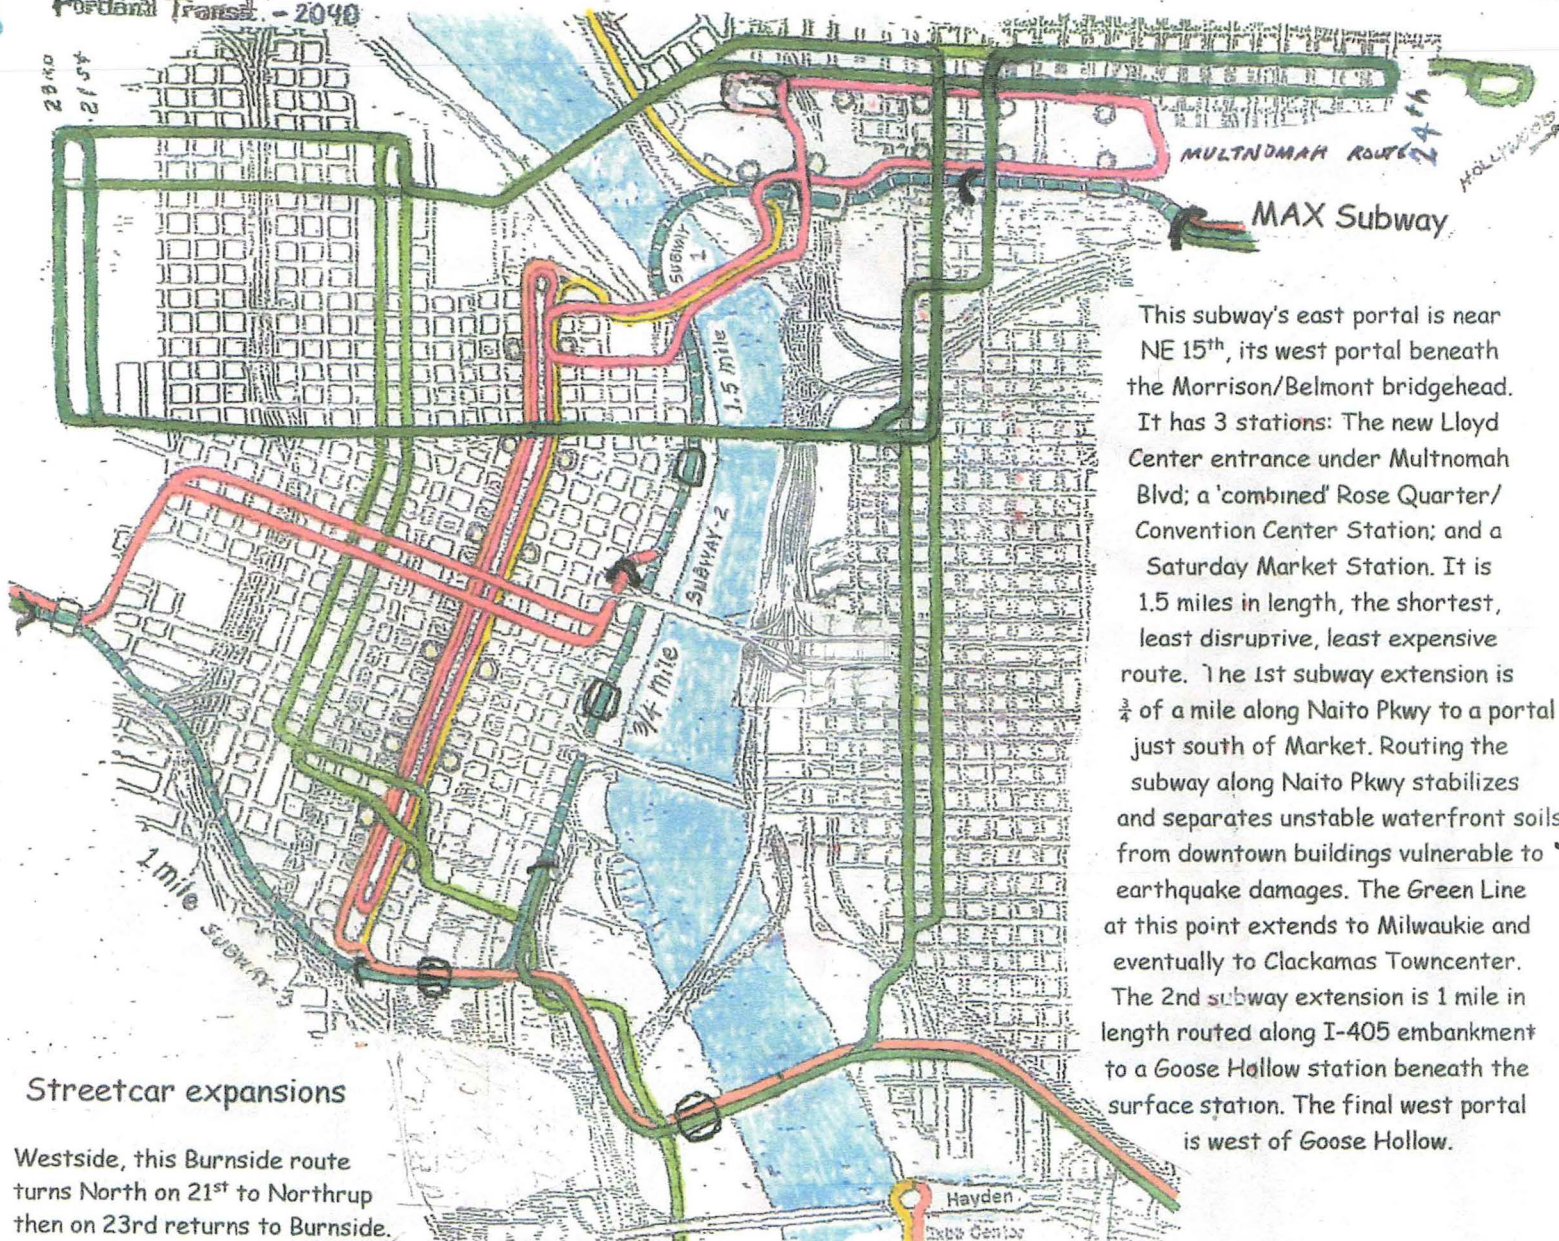 Portland Transit. - 2040
23RD
21st
24th
MULTNOMAH ROUTE
HOLLYWOOD
MAX Subway
SUBWAY
1
1.5 mile
SUBWAY-2
3/4 MILE
1 mile
SUBWAY-3
This subway's east portal is near
NE 15th, its west portal beneath
the Morrison/Belmont bridgehead.
It has 3 stations: The new Lloyd
Center entrance under Multnomah
Blvd; a 'combined' Rose Quarter/
Convention Center Station; and a
Saturday Market Station. It is
1.5 miles in length, the shortest,
least disruptive, least expensive
route. The 1st subway extension is
¾ of a mile along Naito Pkwy to a portal
just south of Market. Routing the
subway along Naito Pkwy stabilizes
and separates unstable waterfront soils
from downtown buildings vulnerable to
earthquake damages. The Green Line
at this point extends to Milwaukie and
eventually to Clackamas Towncenter.
The 2nd subway extension is 1 mile in
length routed along I-405 embankment
to a Goose Hollow station beneath the
surface station. The final west portal
is west of Goose Hollow.
Streetcar expansions
Westside, this Burnside route
turns North on 21st to Northrup
then on 23rd returns to Burnside.
Hayden